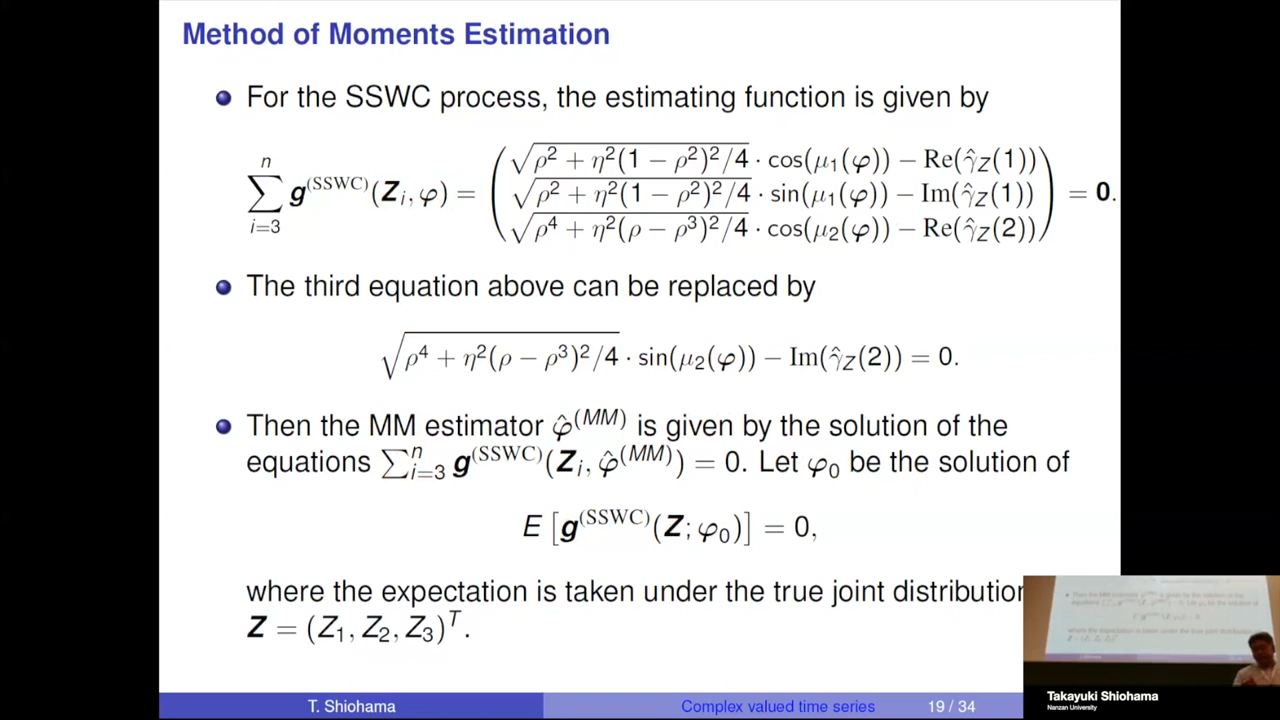 Method of Moments Estimation
For the SSWC process, the estimating function is given by
∑_{i=3}^{n} g^{(SSWC)}(Z_i, φ) = ( √(ρ² + η²(1 − ρ²)²/4) · cos(μ₁(φ)) − Re(γ̂_Z(1))
√(ρ² + η²(1 − ρ²)²/4) · sin(μ₁(φ)) − Im(γ̂_Z(1))
√(ρ⁴ + η²(ρ − ρ³)²/4) · cos(μ₂(φ)) − Re(γ̂_Z(2)) ) = 0.
The third equation above can be replaced by
√(ρ⁴ + η²(ρ − ρ³)²/4) · sin(μ₂(φ)) − Im(γ̂_Z(2)) = 0.
Then the MM estimator φ̂^{(MM)} is given by the solution of the
equations ∑_{i=3}^{n} g^{(SSWC)}(Z_i, φ̂^{(MM)}) = 0. Let φ₀ be the solution of
E [g^{(SSWC)}(Z; φ₀)] = 0,
where the expectation is taken under the true joint distribution
Z = (Z₁, Z₂, Z₃)^T.
T. Shiohama
Complex valued time series
19 / 34
Takayuki Shiohama
Nanzan University